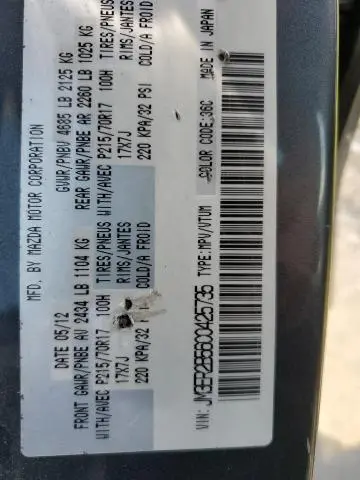 MFD. BY MAZDA MOTOR CORPORATION
DATE 05/12 GVWR/PNBV 4685 LB 2125 KG
FRONT GAWR/PNBE AV 2434 LB 1104 KG REAR GAWR/PNBE AR 2260 LB 1025 KG
WITH/AVEC P215/70R17 100H TIRES/PNEUS WITH/AVEC P215/70R17 100H TIRES/PNEUS
17X7J RIMS/JANTES 17X7J RIMS/JANTES
220 KPA/32 PSI COLD/A FROID 220 KPA/32 PSI COLD/A FROID
VIN: TYPE:MPV/VTUM COLOR CODE:36C MADE IN JAPAN